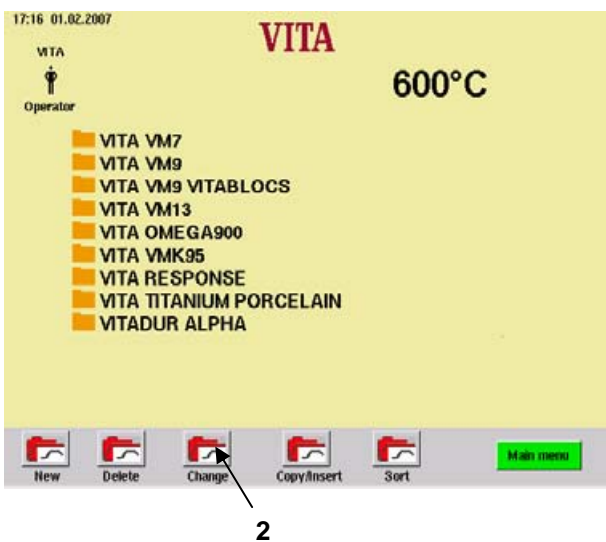 17:16 01.02.2007
VITA
VITA
600°C
Operator
VITA VM7
VITA VM9
VITA VM9 VITABLOCS
VITA VM13
VITA OMEGA900
VITA VMK95
VITA RESPONSE
VITA TITANIUM PORCELAIN
VITADUR ALPHA
New Delete Change Copy/Insert Sort Main menu
2